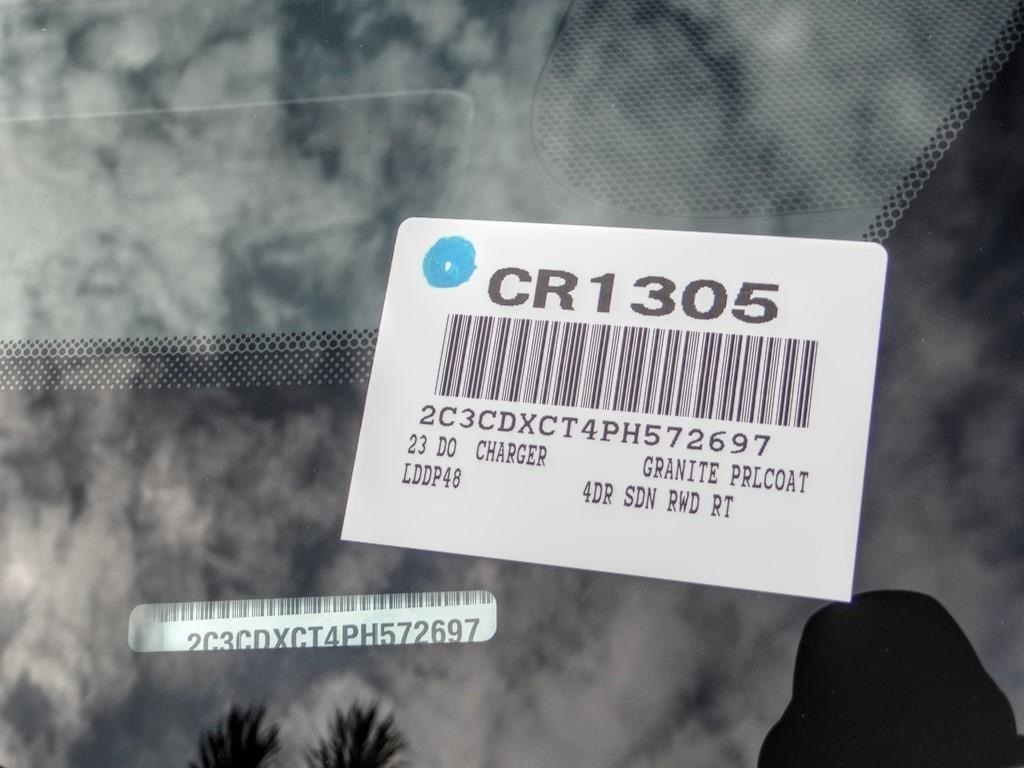 CR1305
2C3CDXCT4PH572697
23 DO CHARGER GRANITE PRLCOAT
LDDP48 4DR SDN RWD RT
2C3CDXCT4PH572697